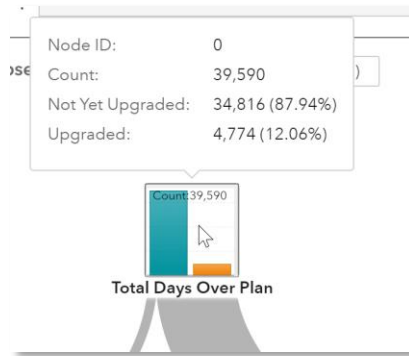 Node ID: 0
ose
Count: 39,590
)
Not Yet Upgraded: 34,816 (87.94%)
Upgraded: 4,774 (12.06%)
Count:39,590
Total Days Over Plan